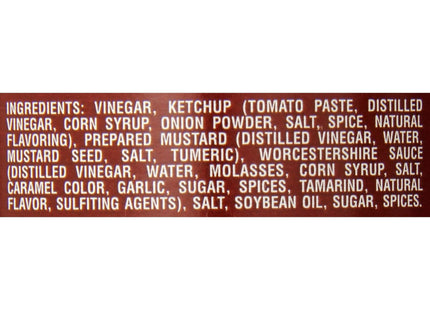 INGREDIENTS: VINEGAR, KETCHUP (TOMATO PASTE, DISTILLED
VINEGAR, CORN SYRUP, ONION POWDER, SALT, SPICE, NATURAL
FLAVORING), PREPARED MUSTARD (DISTILLED VINEGAR, WATER,
MUSTARD SEED, SALT, TUMERIC), WORCESTERSHIRE SAUCE
(DISTILLED VINEGAR, WATER, MOLASSES, CORN SYRUP, SALT,
CARAMEL COLOR, GARLIC, SUGAR, SPICES, TAMARIND, NATURAL
FLAVOR, SULFITING AGENTS), SALT, SOYBEAN OIL, SUGAR, SPICES.